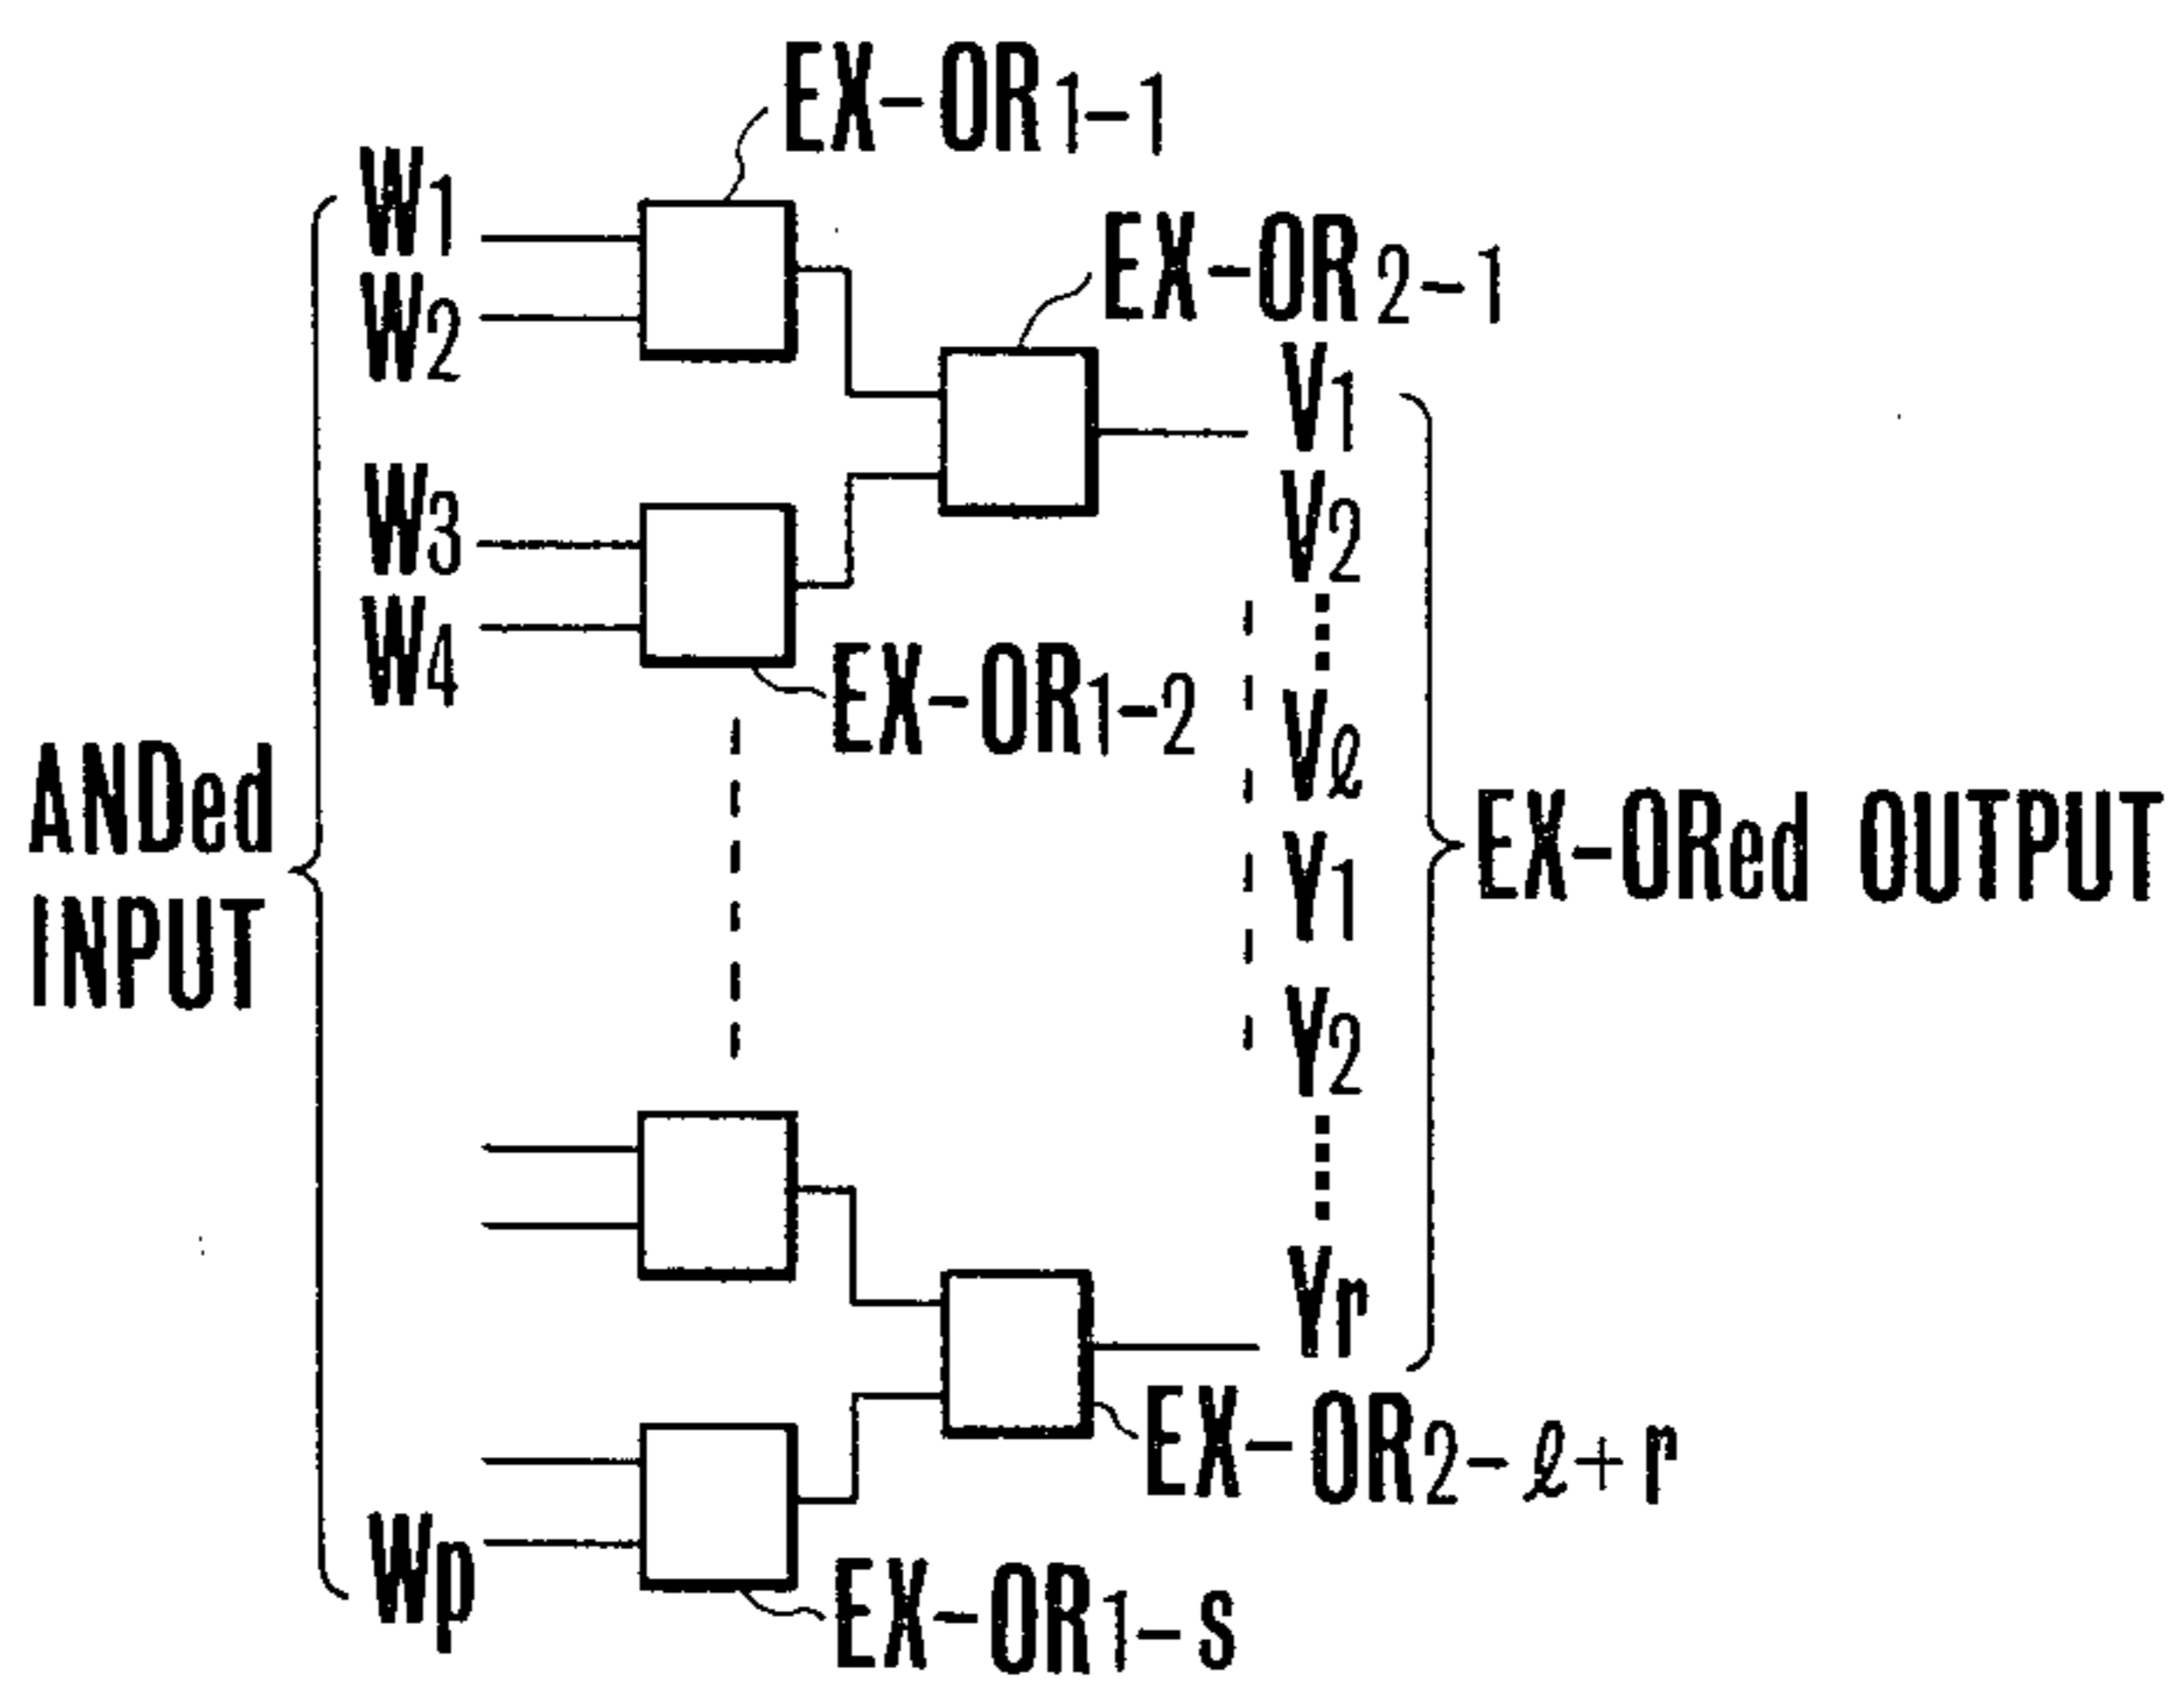 EX-OR1-1
W1
EX-OR2-1
W2
V1
W3
V2
W4
EX-OR1-2
Vℓ
ANDed
INPUT
Y1
EX-ORed OUTPUT
Y2
Yr
EX-OR2-ℓ+r
Wp
EX-OR1-s